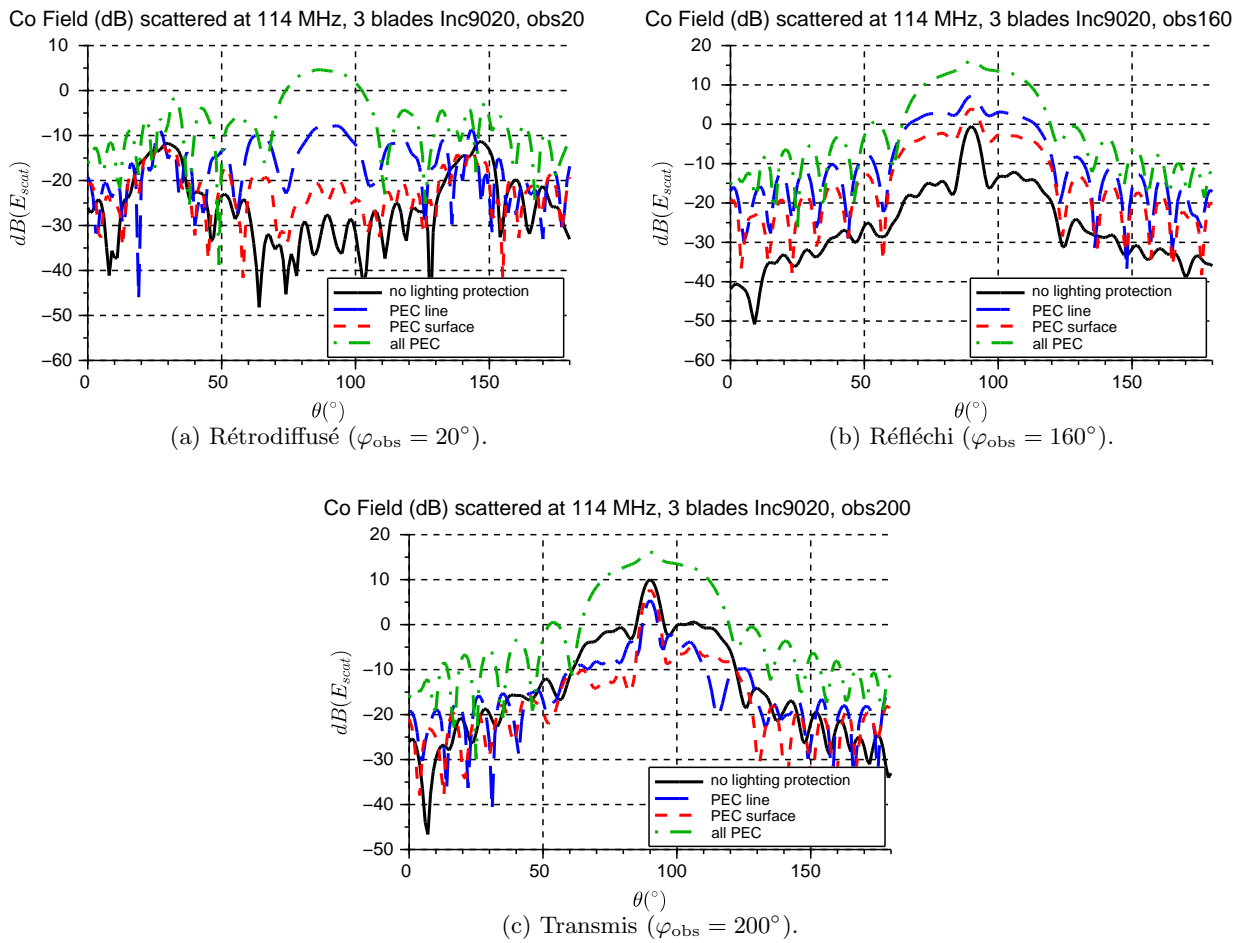 Co Field (dB) scattered at 114 MHz, 3 blades Inc9020, obs20
10
0
−10
−20
−30
−40
−50
−60
dB(E_scat)
0
50
100
150
θ(°)
no lighting protection
PEC line
PEC surface
all PEC
(a) Rétrodiffusé (φobs = 20°).
Co Field (dB) scattered at 114 MHz, 3 blades Inc9020, obs160
20
10
0
−10
−20
−30
−40
−50
−60
dB(E_scat)
0
50
100
150
θ(°)
no lighting protection
PEC line
PEC surface
all PEC
(b) Réfléchi (φobs = 160°).
Co Field (dB) scattered at 114 MHz, 3 blades Inc9020, obs200
20
10
0
−10
−20
−30
−40
−50
dB(E_scat)
0
50
100
150
θ(°)
no lighting protection
PEC line
PEC surface
all PEC
(c) Transmis (φobs = 200°).